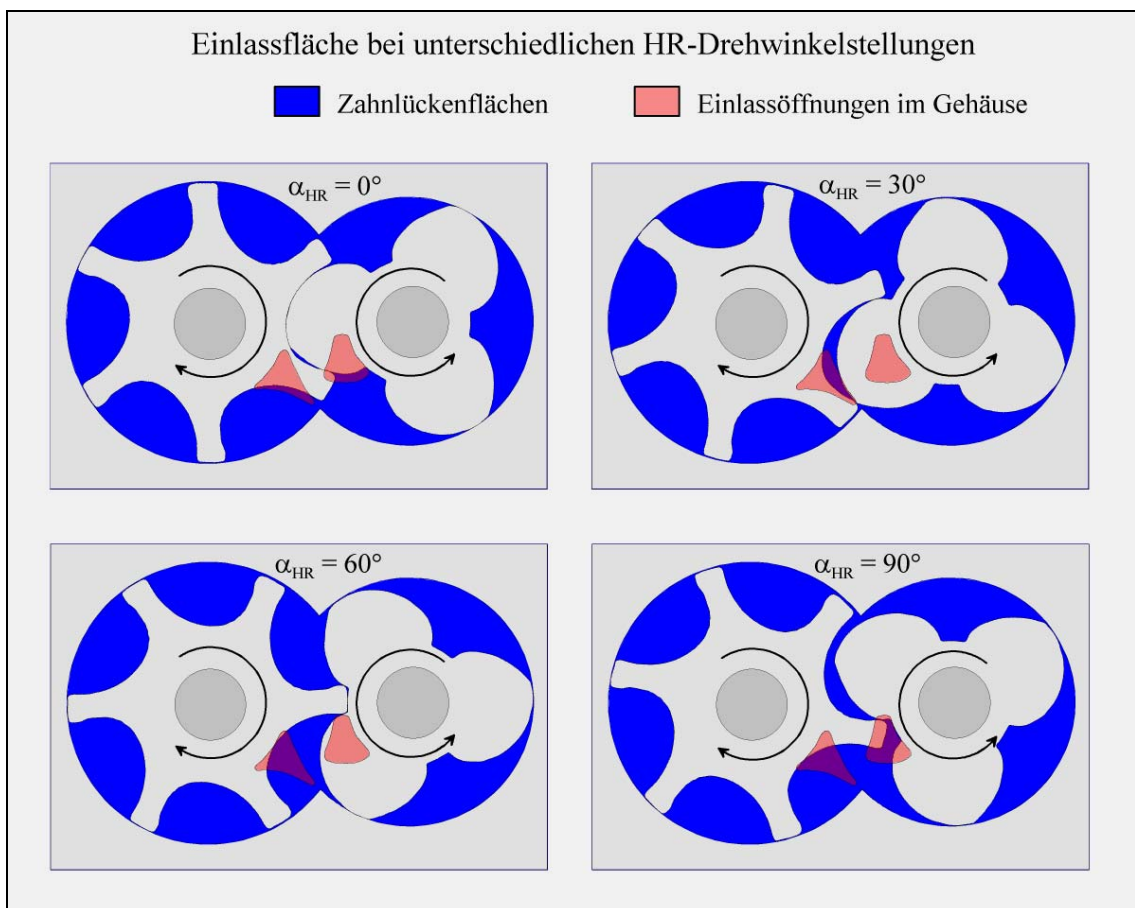 Einlassfläche bei unterschiedlichen HR-Drehwinkelstellungen
Zahnlückenflächen
Einlassöffnungen im Gehäuse
αHR = 0°
αHR = 30°
αHR = 60°
αHR = 90°